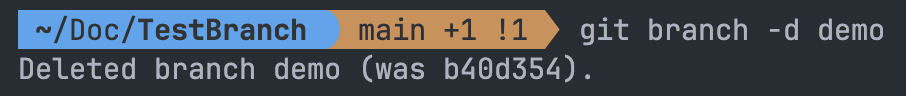 ~/Doc/TestBranch main +1 !1 git branch -d demo
Deleted branch demo (was b40d354).